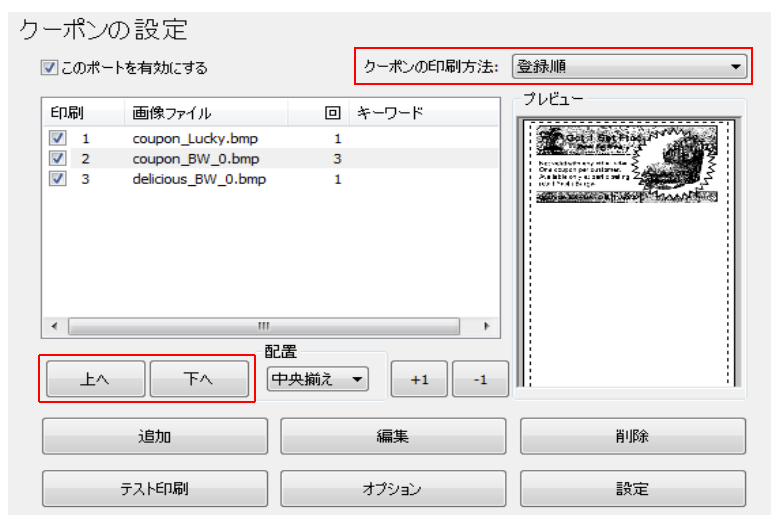 クーポンの設定
このポートを有効にする
クーポンの印刷方法: 登録順
印刷 画像ファイル 回 キーワード
プレビュー
1 coupon_Lucky.bmp 1
2 coupon_BW_0.bmp 3
3 delicious_BW_0.bmp 1
配置
上へ 下へ 中央揃え +1 -1
追加 編集 削除
テスト印刷 オプション 設定